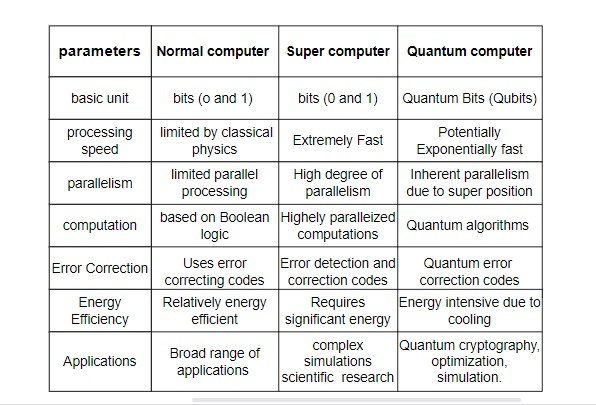 parameters Normal computer Super computer Quantum computer
basic unit bits (o and 1) bits (0 and 1) Quantum Bits (Qubits)
processing speed limited by classical physics Extremely Fast Potentially Exponentially fast
parallelism limited parallel processing High degree of parallelism Inherent parallelism due to super position
computation based on Boolean logic Highely paralleized computations Quantum algorithms
Error Correction Uses error correcting codes Error detection and correction codes Quantum error correction codes
Energy Efficiency Relatively energy efficient Requires significant energy Energy intensive due to cooling
Applications Broad range of applications complex simulations scientific research Quantum cryptography, optimization, simulation.